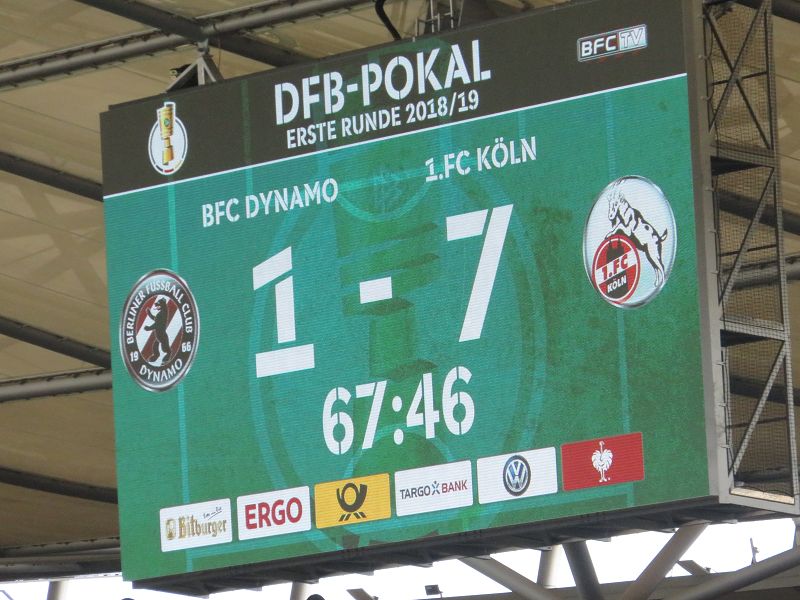 DFB-POKAL
BFC TV
ERSTE RUNDE 2018/19
BFC DYNAMO
1.FC KÖLN
1 - 7
BERLINER FUSSBALL CLUB
19 66
DYNAMO
1.FC
KÖLN
67:46
Bitburger
ERGO
TARGO BANK